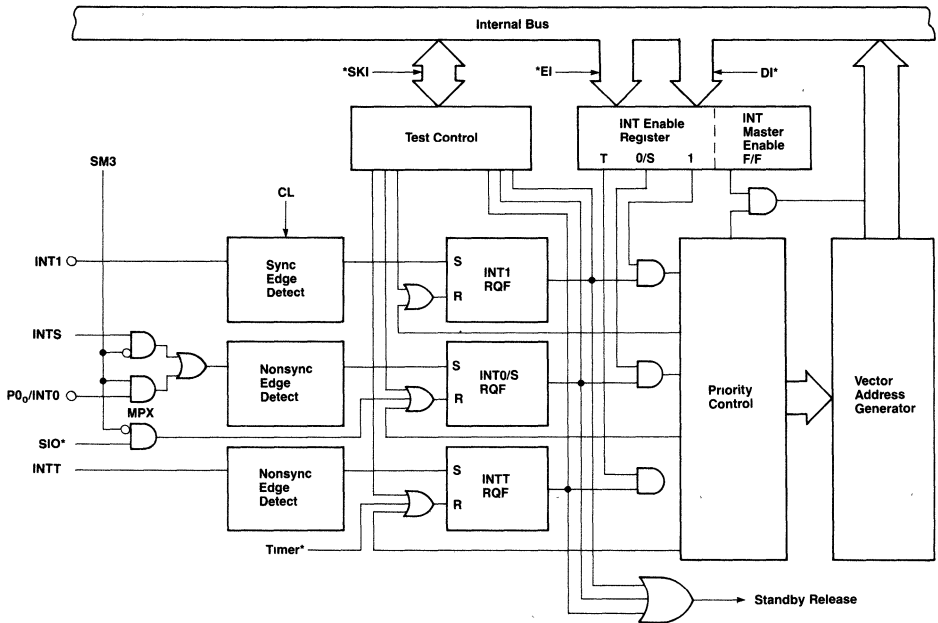 Internal Bus
*SKI
*EI
DI*
Test Control
INT Enable
Register
T 0/S 1
INT
Master
Enable
F/F
SM3
CL
INT1
Sync
Edge
Detect
S
R
INT1
RQF
INTS
P0₀/INT0
MPX
SIO*
Nonsync
Edge
Detect
S
R
INT0/S
RQF
INTT
Nonsync
Edge
Detect
S
R
INTT
RQF
Timer*
Priority
Control
Vector
Address
Generator
Standby Release